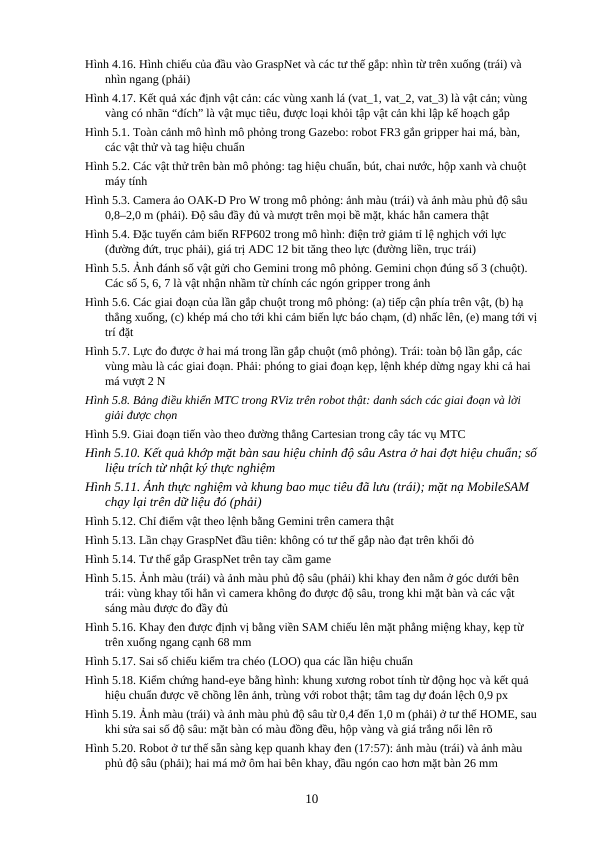 Hình 4.16. Hình chiếu của đầu vào GraspNet và các tư thế gắp: nhìn từ trên xuống (trái) và
nhìn ngang (phải)
Hình 4.17. Kết quả xác định vật cản: các vùng xanh lá (vat_1, vat_2, vat_3) là vật cản; vùng
vàng có nhãn “đích” là vật mục tiêu, được loại khỏi tập vật cản khi lập kế hoạch gắp
Hình 5.1. Toàn cảnh mô hình mô phỏng trong Gazebo: robot FR3 gắn gripper hai má, bàn,
các vật thử và tag hiệu chuẩn
Hình 5.2. Các vật thử trên bàn mô phỏng: tag hiệu chuẩn, bút, chai nước, hộp xanh và chuột
máy tính
Hình 5.3. Camera ảo OAK-D Pro W trong mô phỏng: ảnh màu (trái) và ảnh màu phủ độ sâu
0,8–2,0 m (phải). Độ sâu đầy đủ và mượt trên mọi bề mặt, khác hẳn camera thật
Hình 5.4. Đặc tuyến cảm biến RFP602 trong mô hình: điện trở giảm tỉ lệ nghịch với lực
(đường đứt, trục phải), giá trị ADC 12 bit tăng theo lực (đường liền, trục trái)
Hình 5.5. Ảnh đánh số vật gửi cho Gemini trong mô phỏng. Gemini chọn đúng số 3 (chuột).
Các số 5, 6, 7 là vật nhận nhầm từ chính các ngón gripper trong ảnh
Hình 5.6. Các giai đoạn của lần gắp chuột trong mô phỏng: (a) tiếp cận phía trên vật, (b) hạ
thẳng xuống, (c) khép má cho tới khi cảm biến lực báo chạm, (d) nhấc lên, (e) mang tới vị
trí đặt
Hình 5.7. Lực đo được ở hai má trong lần gắp chuột (mô phỏng). Trái: toàn bộ lần gắp, các
vùng màu là các giai đoạn. Phải: phóng to giai đoạn kẹp, lệnh khép dừng ngay khi cả hai
má vượt 2 N
Hình 5.8. Bảng điều khiển MTC trong RViz trên robot thật: danh sách các giai đoạn và lời
giải được chọn
Hình 5.9. Giai đoạn tiến vào theo đường thẳng Cartesian trong cây tác vụ MTC
Hình 5.10. Kết quả khớp mặt bàn sau hiệu chỉnh độ sâu Astra ở hai đợt hiệu chuẩn; số
liệu trích từ nhật ký thực nghiệm
Hình 5.11. Ảnh thực nghiệm và khung bao mục tiêu đã lưu (trái); mặt nạ MobileSAM
chạy lại trên dữ liệu đó (phải)
Hình 5.12. Chỉ điểm vật theo lệnh bằng Gemini trên camera thật
Hình 5.13. Lần chạy GraspNet đầu tiên: không có tư thế gắp nào đạt trên khối đỏ
Hình 5.14. Tư thế gắp GraspNet trên tay cầm game
Hình 5.15. Ảnh màu (trái) và ảnh màu phủ độ sâu (phải) khi khay đen nằm ở góc dưới bên
trái: vùng khay tối hẳn vì camera không đo được độ sâu, trong khi mặt bàn và các vật
sáng màu được đo đầy đủ
Hình 5.16. Khay đen được định vị bằng viền SAM chiếu lên mặt phẳng miệng khay, kẹp từ
trên xuống ngang cạnh 68 mm
Hình 5.17. Sai số chiếu kiểm tra chéo (LOO) qua các lần hiệu chuẩn
Hình 5.18. Kiểm chứng hand-eye bằng hình: khung xương robot tính từ động học và kết quả
hiệu chuẩn được vẽ chồng lên ảnh, trùng với robot thật; tâm tag dự đoán lệch 0,9 px
Hình 5.19. Ảnh màu (trái) và ảnh màu phủ độ sâu từ 0,4 đến 1,0 m (phải) ở tư thế HOME, sau
khi sửa sai số độ sâu: mặt bàn có màu đồng đều, hộp vàng và giá trắng nổi lên rõ
Hình 5.20. Robot ở tư thế sẵn sàng kẹp quanh khay đen (17:57): ảnh màu (trái) và ảnh màu
phủ độ sâu (phải); hai má mở ôm hai bên khay, đầu ngón cao hơn mặt bàn 26 mm
10